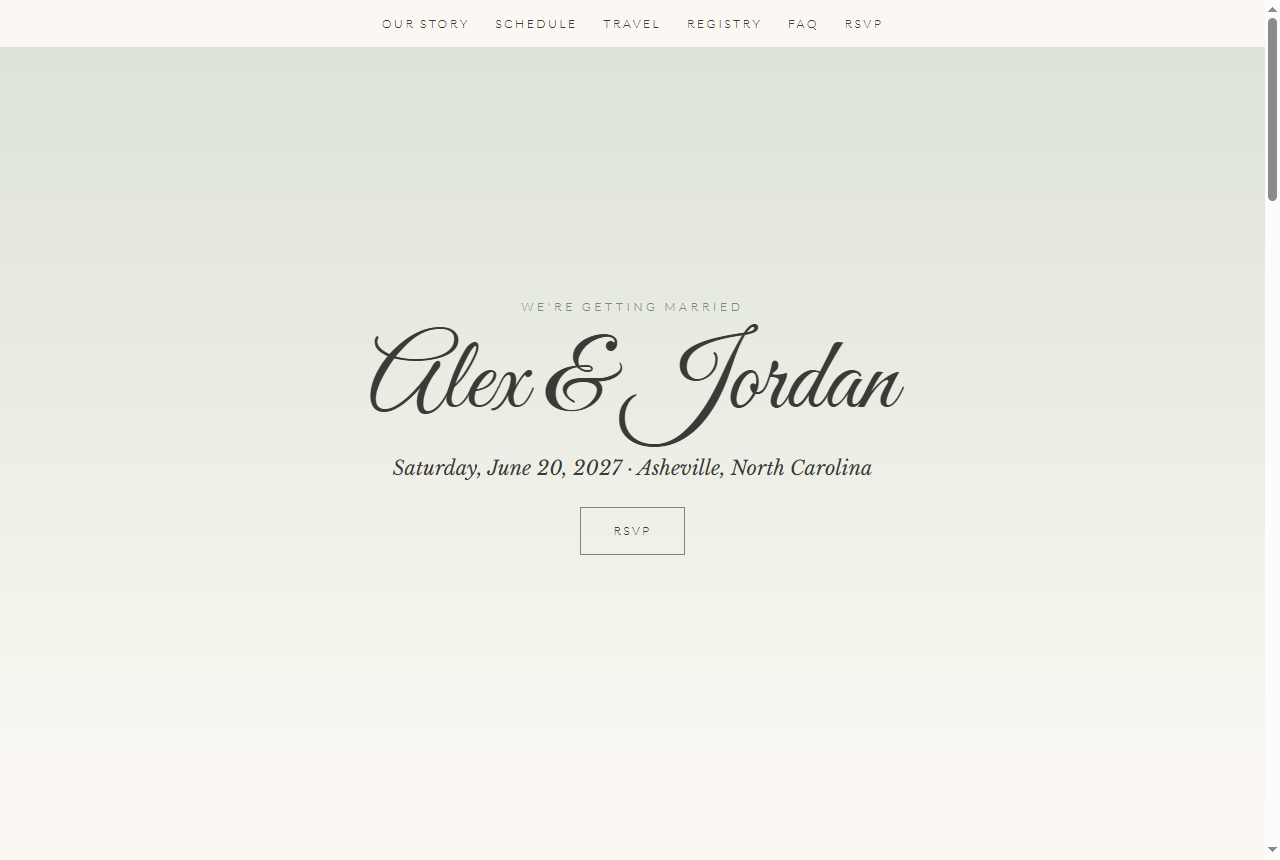 OUR STORY SCHEDULE TRAVEL REGISTRY FAQ RSVP
WE'RE GETTING MARRIED
Alex & Jordan
Saturday, June 20, 2027 · Asheville, North Carolina
RSVP